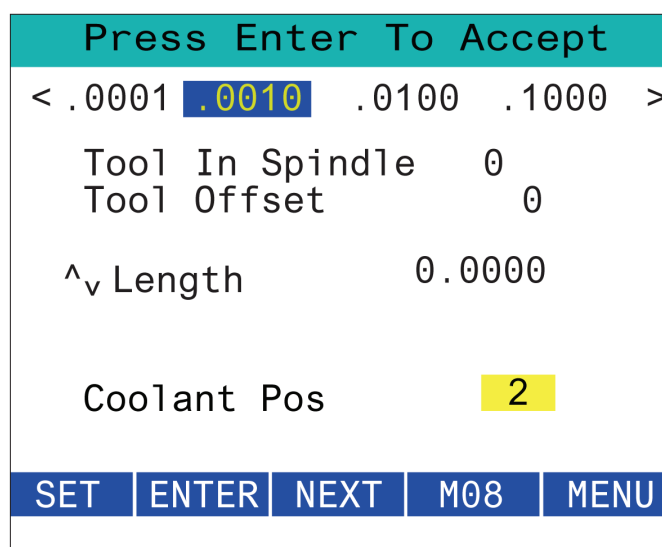 Press Enter To Accept
< .0001 .0010 .0100 .1000 >
Tool In Spindle 0
Tool Offset 0
^v Length 0.0000
Coolant Pos 2
SET ENTER NEXT M08 MENU